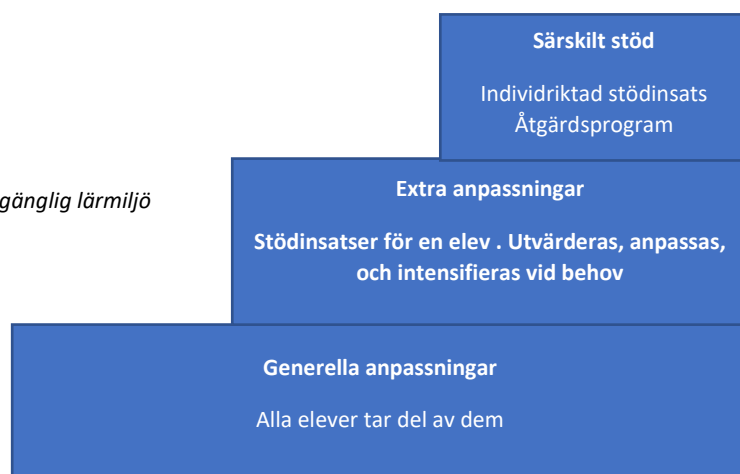 Särskilt stöd
Individriktad stödinsats
Åtgärdsprogram
gänglig lärmiljö
Extra anpassningar
Stödinsatser för en elev . Utvärderas, anpassas,
och intensifieras vid behov
Generella anpassningar
Alla elever tar del av dem